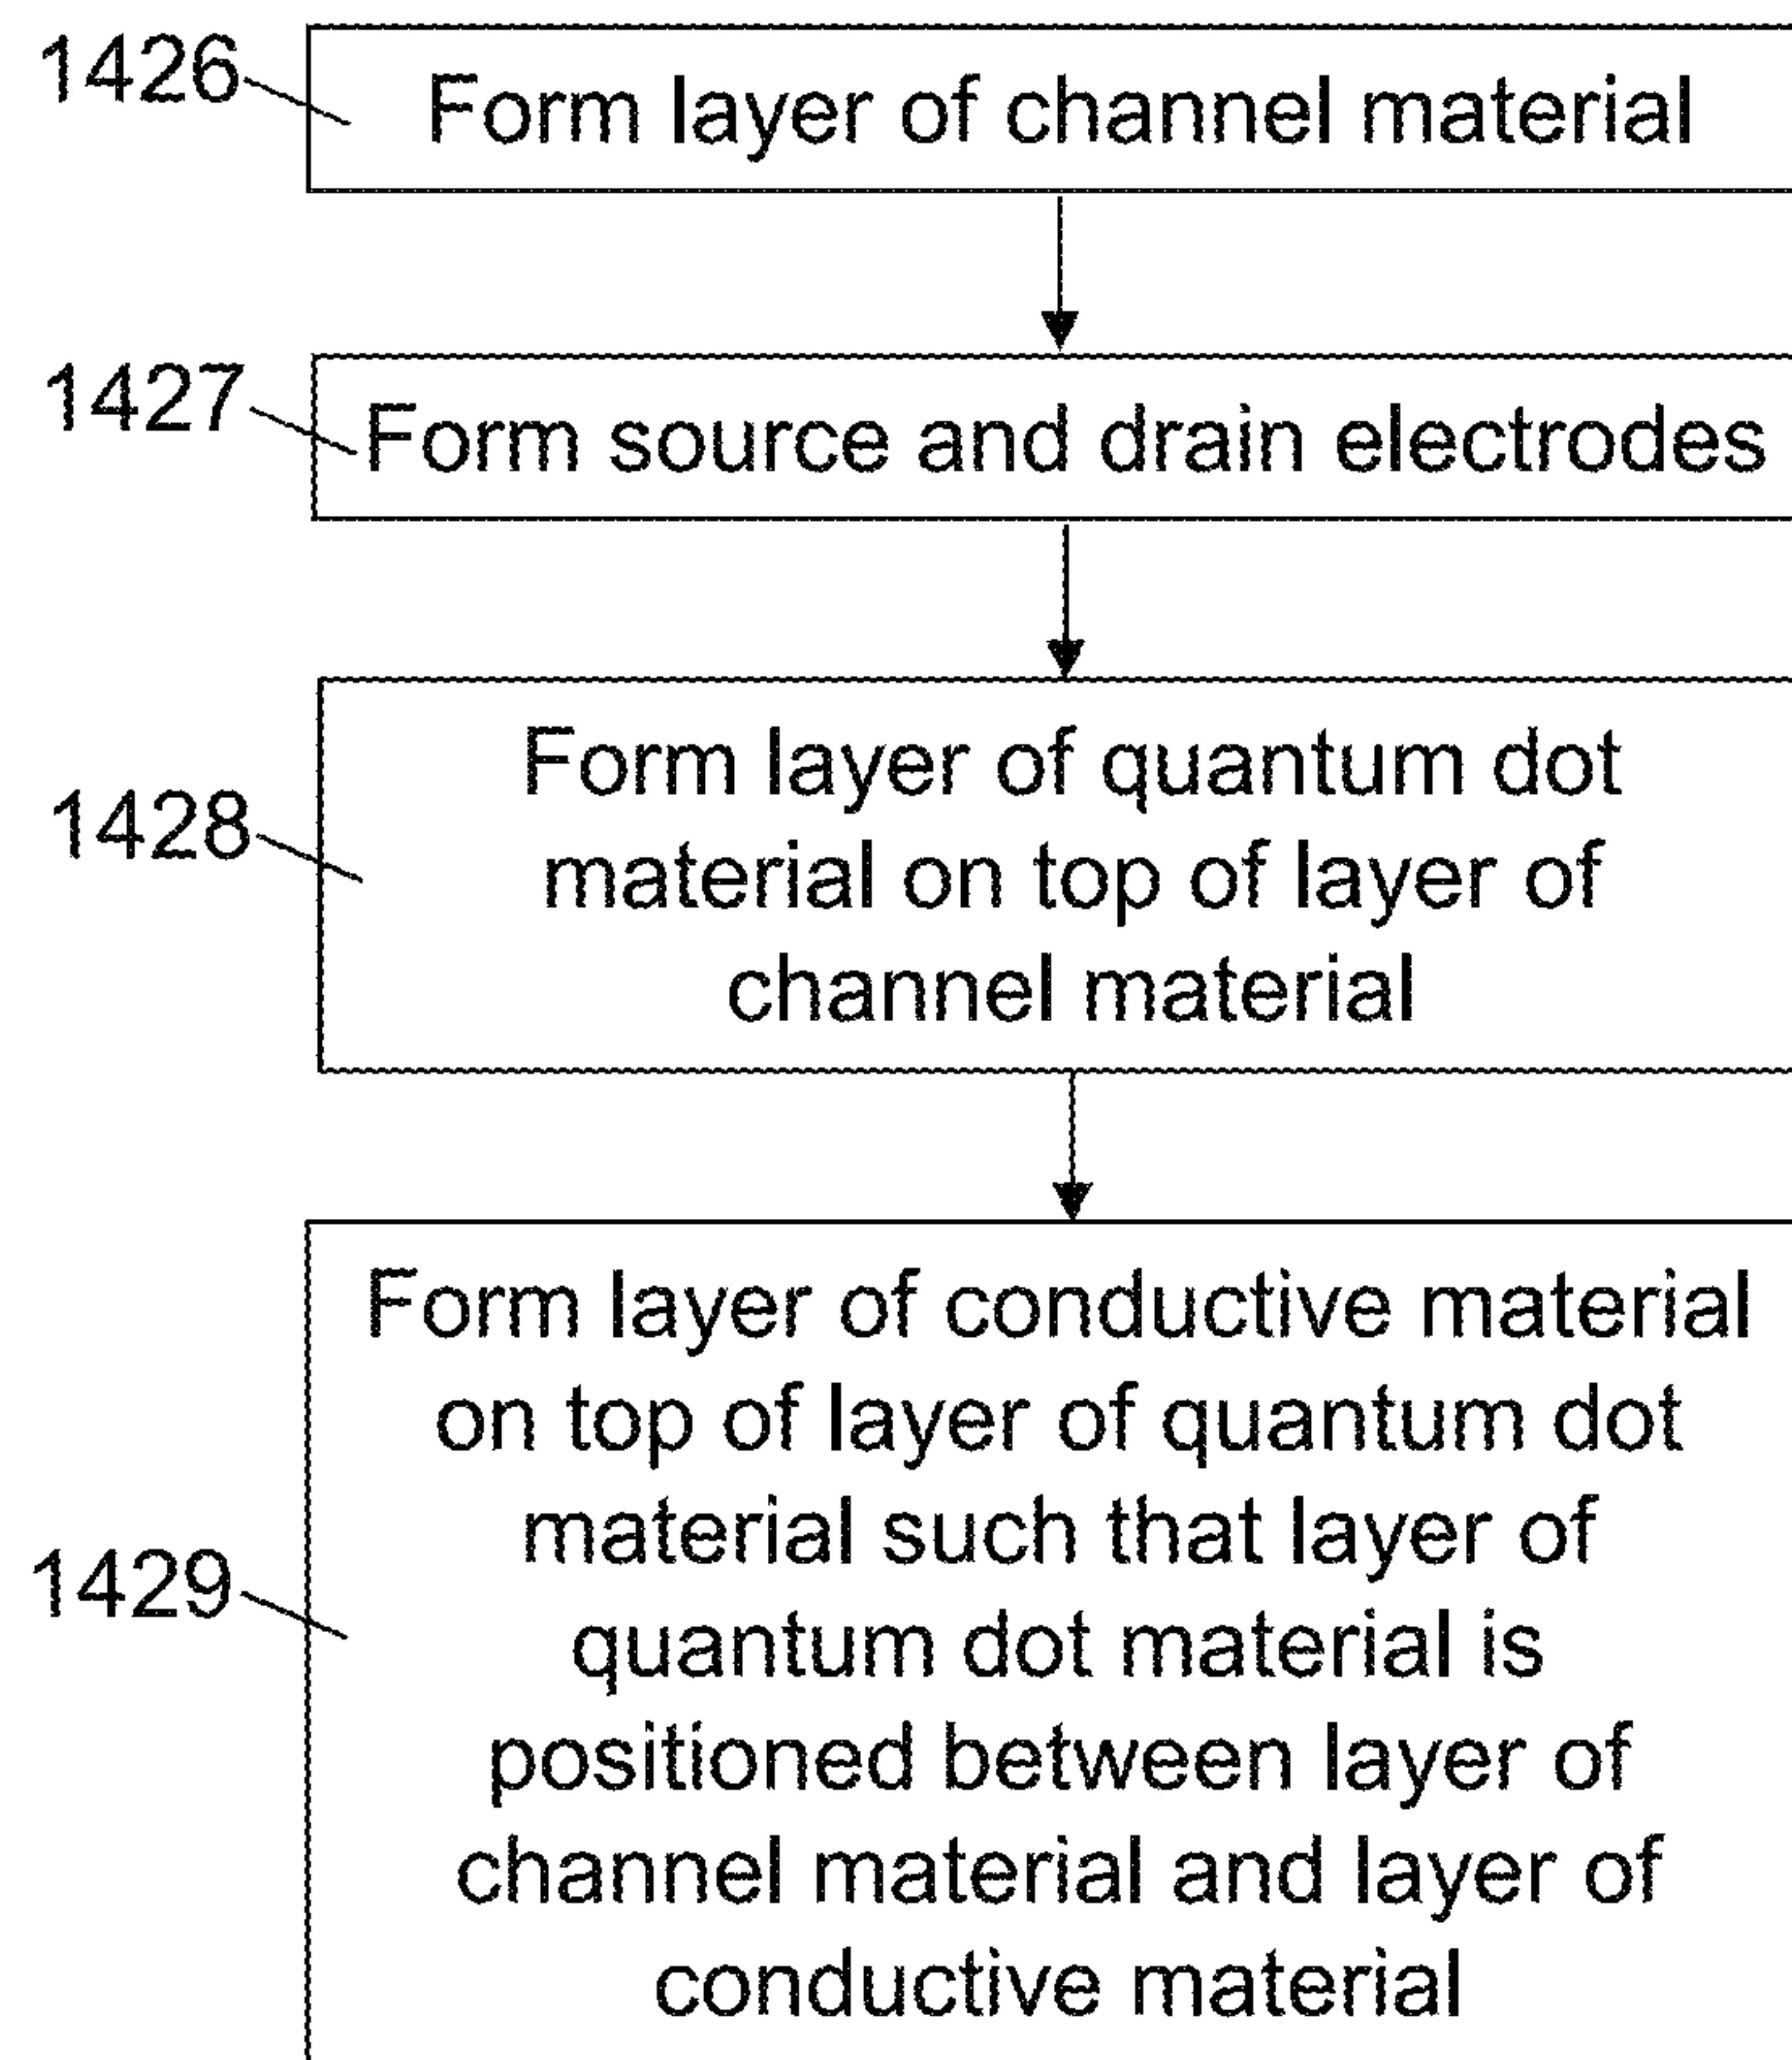 1426
Form layer of channel material
1427
Form source and drain electrodes
1428
Form layer of quantum dot
material on top of layer of
channel material
1429
Form layer of conductive material
on top of layer of quantum dot
material such that layer of
quantum dot material is
positioned between layer of
channel material and layer of
conductive material